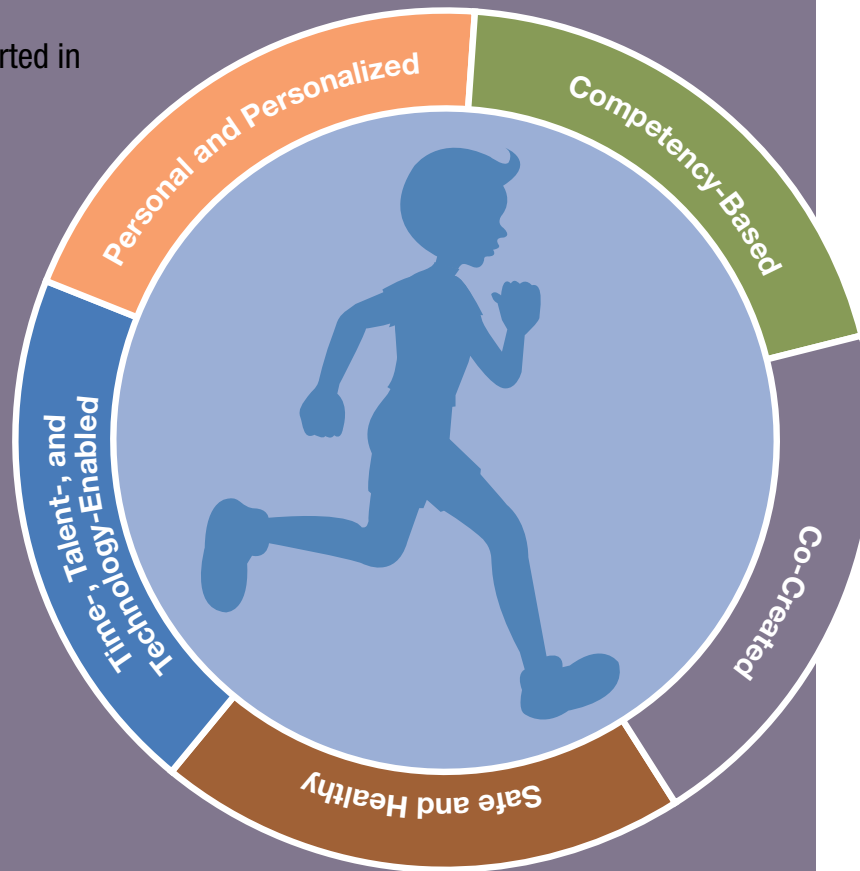 rted in
Personal and Personalized
Competency-Based
Co-Created
Safe and Healthy
Time-, Talent-, and
Technology-Enabled